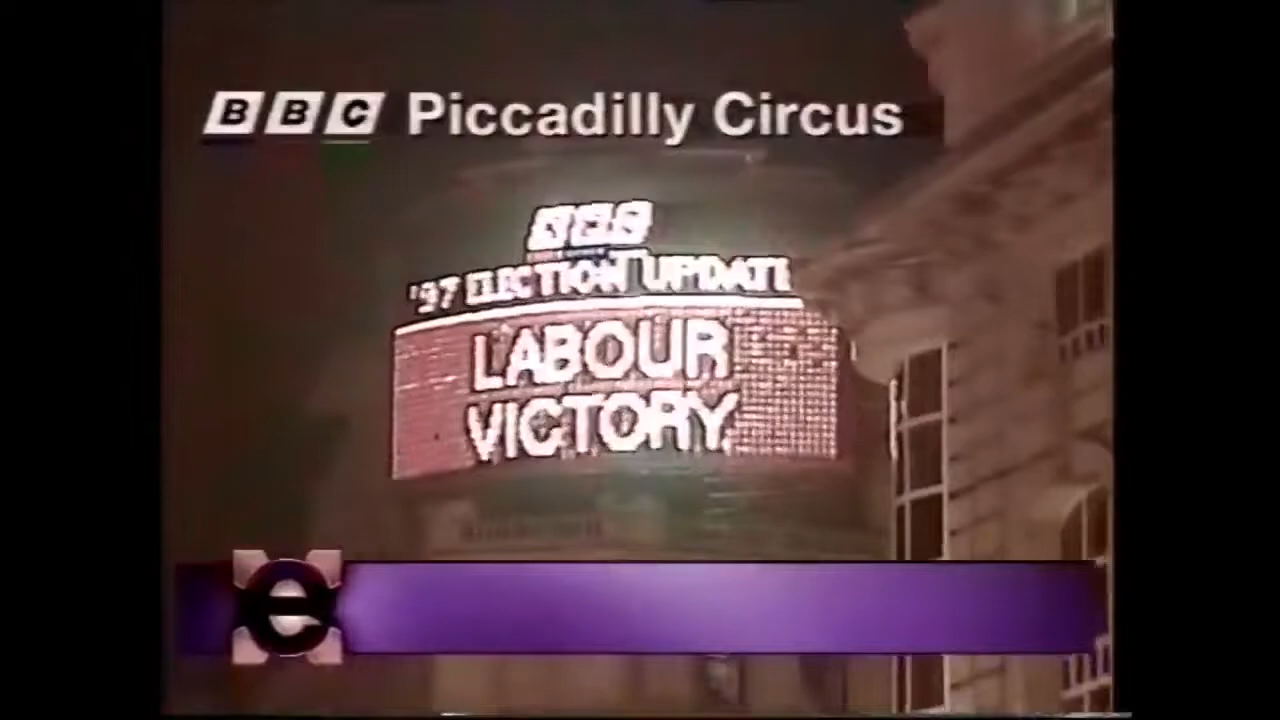 BBC Piccadilly Circus
BBC
'97 ELECTION UPDATE
LABOUR
VICTORY
e